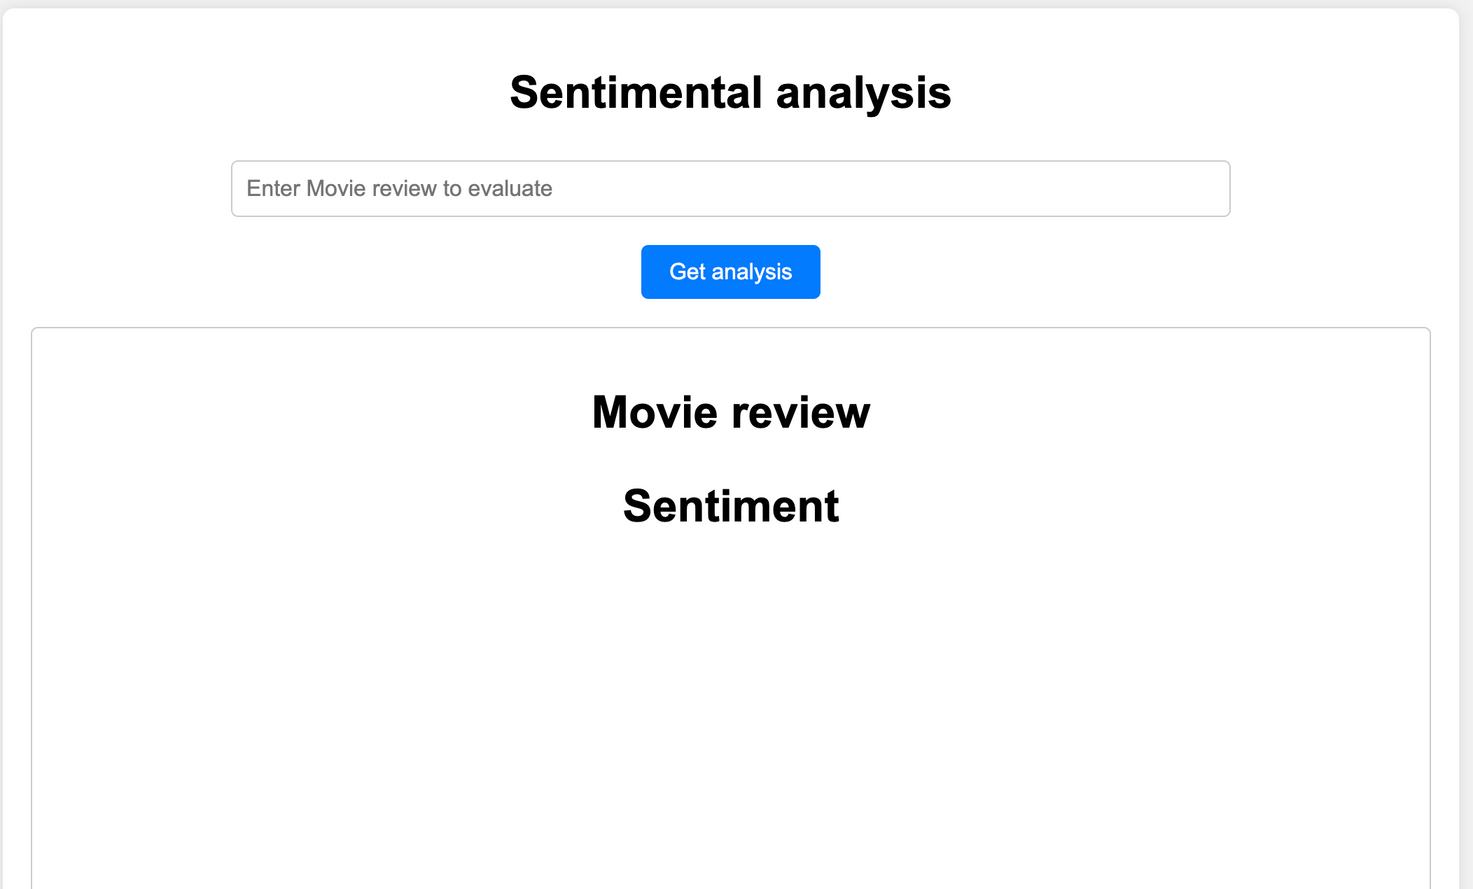 Sentimental analysis
Enter Movie review to evaluate
Get analysis
Movie review
Sentiment